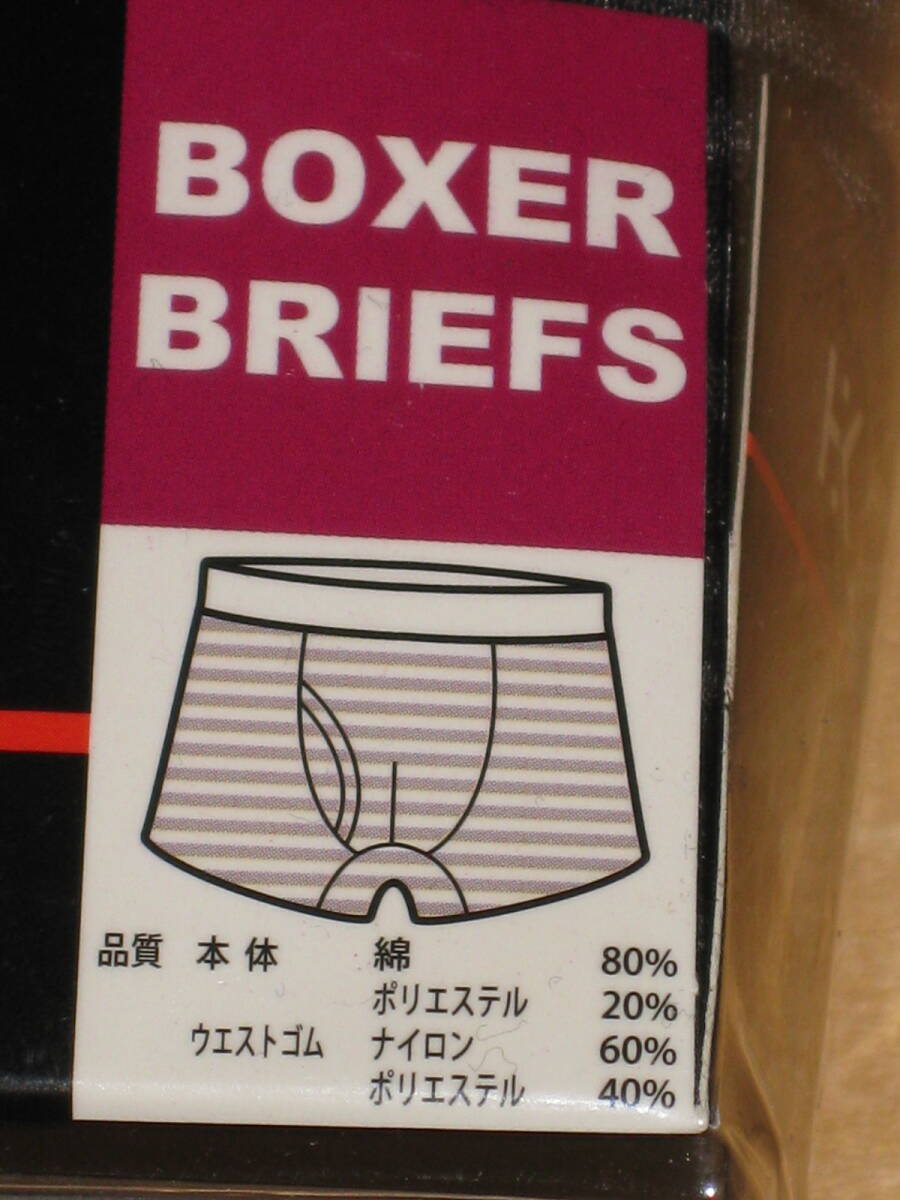 BOXER
BRIEFS
品質 本体 綿 80%
ポリエステル 20%
ウエストゴム ナイロン 60%
ポリエステル 40%